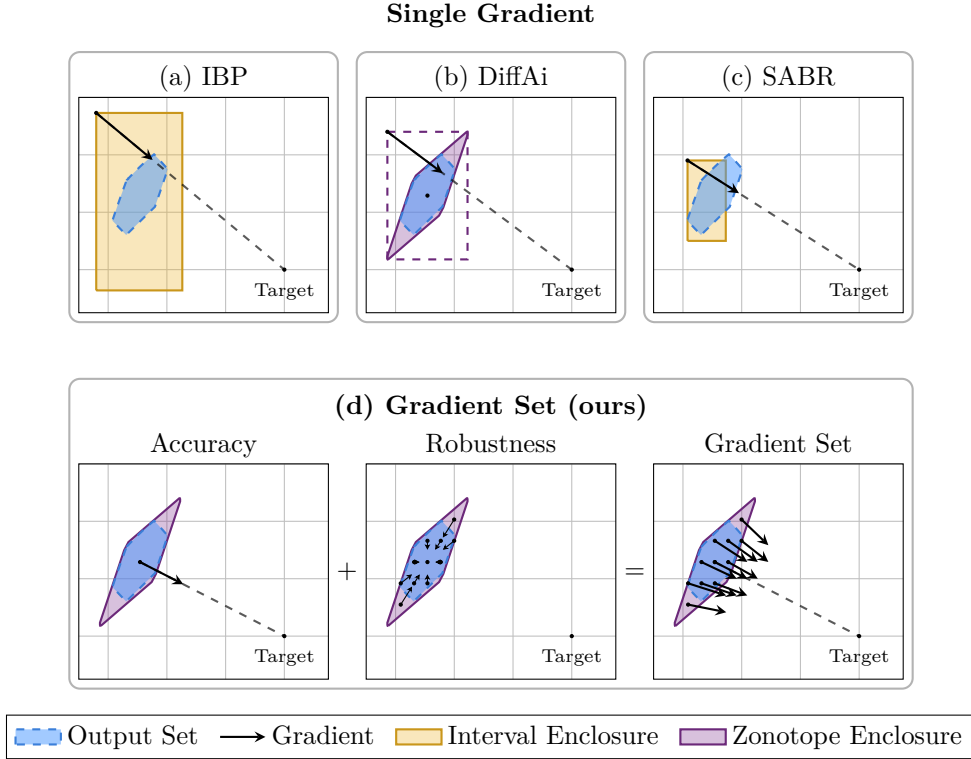 Single Gradient
(a) IBP
(b) DiffAi
(c) SABR
Target
Target
Target
(d) Gradient Set (ours)
Accuracy
Robustness
Gradient Set
+
=
Target
Target
Target
Output Set
Gradient
Interval Enclosure
Zonotope Enclosure